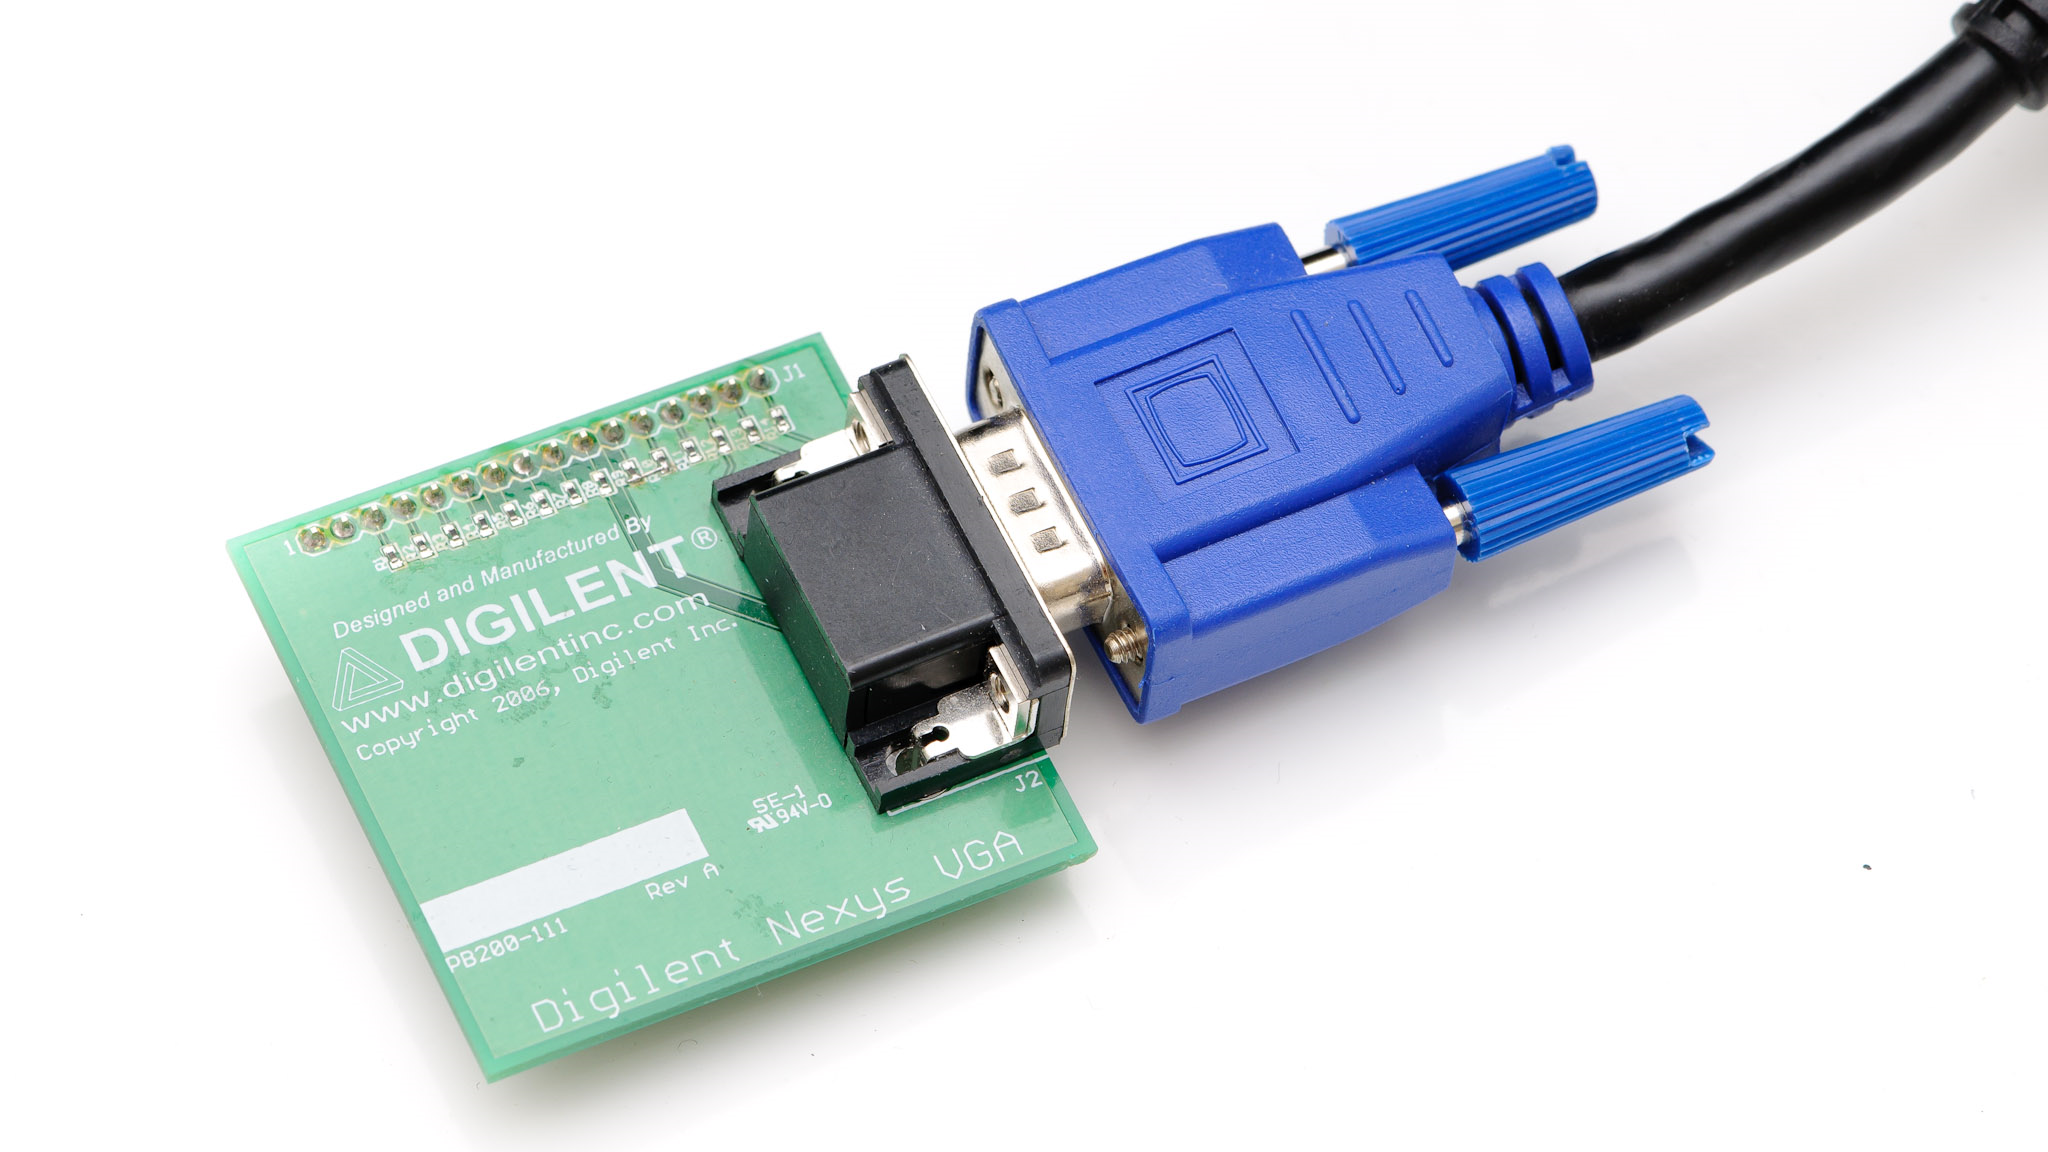 J1
1
Designed and Manufactured By
DIGILENT®
www.digilentinc.com
Copyright 2006, Digilent Inc.
J2
SE-1
94V-0
Rev A
PB200-111
Digilent Nexys VGA